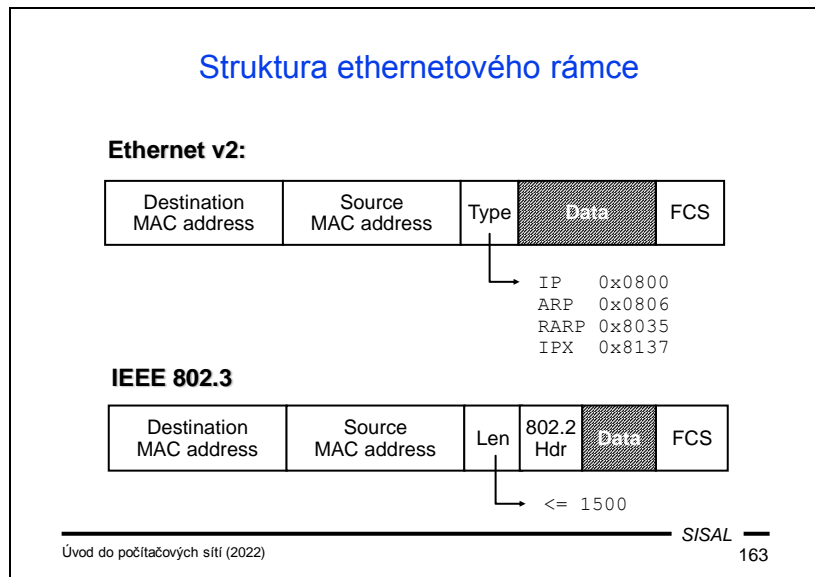 Struktura ethernetového rámce
Ethernet v2:
Destination MAC address
Source MAC address
Type
Data
FCS
IP 0x0800
ARP 0x0806
RARP 0x8035
IPX 0x8137
IEEE 802.3
Destination MAC address
Source MAC address
Len
802.2 Hdr
Data
FCS
<= 1500
SISAL
Úvod do počítačových sítí (2022)
163